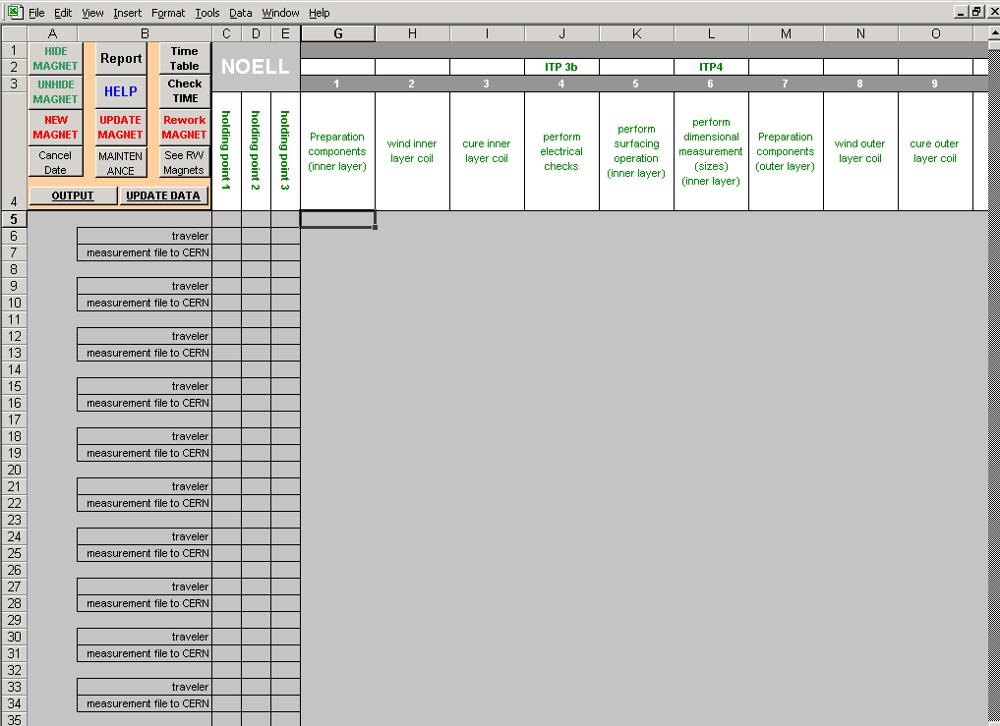 File Edit View Insert Format Tools Data Window Help
A B C D E G H I J K L M N O
1
2
3
4
HIDE
MAGNET
Report
Time
Table
UNHIDE
MAGNET
HELP
Check
TIME
NEW
MAGNET
UPDATE
MAGNET
Rework
MAGNET
Cancel
Date
MAINTEN
ANCE
See RW
Magnets
OUTPUT
UPDATE DATA
NOELL
holding point 1
holding point 2
holding point 3
ITP 3b
ITP4
1 2 3 4 5 6 7 8 9
Preparation
components
(inner layer)
wind inner
layer coil
cure inner
layer coil
perform
electrical
checks
perform
surfacing
operation
(inner layer)
perform
dimensional
measurement
(sizes)
(inner layer)
Preparation
components
(outer layer)
wind outer
layer coil
cure outer
layer coil
5
6 traveler
7 measurement file to CERN
8
9 traveler
10 measurement file to CERN
11
12 traveler
13 measurement file to CERN
14
15 traveler
16 measurement file to CERN
17
18 traveler
19 measurement file to CERN
20
21 traveler
22 measurement file to CERN
23
24 traveler
25 measurement file to CERN
26
27 traveler
28 measurement file to CERN
29
30 traveler
31 measurement file to CERN
32
33 traveler
34 measurement file to CERN
35